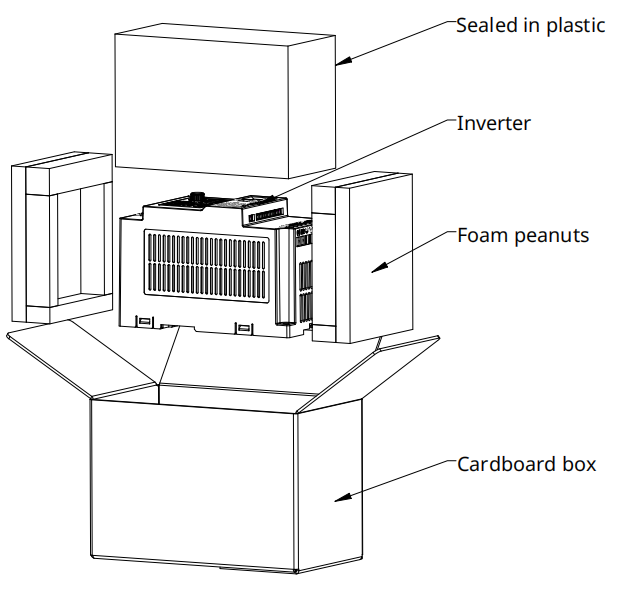 Sealed in plastic
Inverter
Foam peanuts
Cardboard box